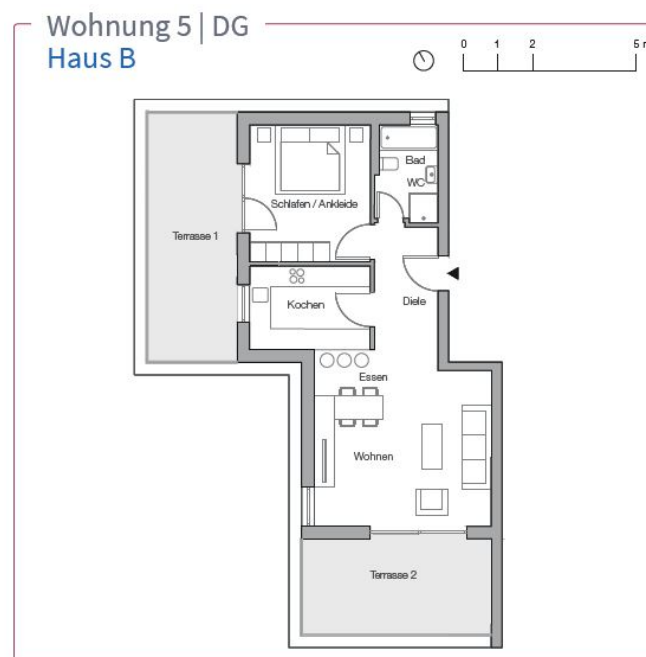 Wohnung 5 | DG
Haus B
0 1 2 5 m
Bad
WC
Schlafen / Ankleide
Terrasse 1
Kochen
Diele
Essen
Wohnen
Terrasse 2